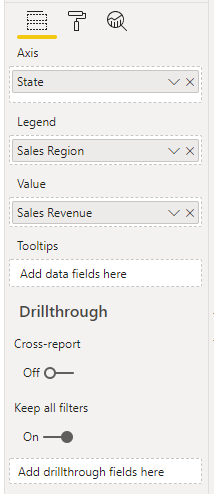 Axis
State
Legend
Sales Region
Value
Sales Revenue
Tooltips
Add data fields here
Drillthrough
Cross-report
Off
Keep all filters
On
Add drillthrough fields here